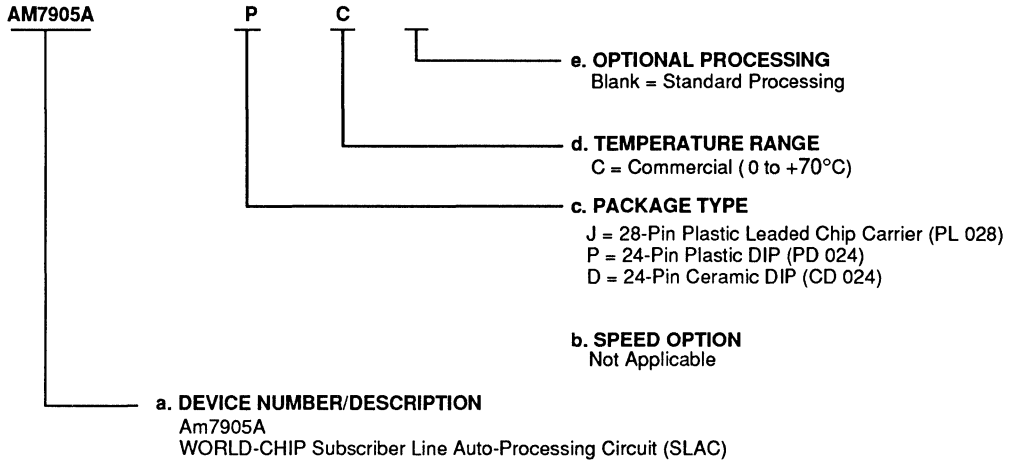 AM7905A P C
e. OPTIONAL PROCESSING
Blank = Standard Processing
d. TEMPERATURE RANGE
C = Commercial ( 0 to +70°C)
c. PACKAGE TYPE
J = 28-Pin Plastic Leaded Chip Carrier (PL 028)
P = 24-Pin Plastic DIP (PD 024)
D = 24-Pin Ceramic DIP (CD 024)
b. SPEED OPTION
Not Applicable
a. DEVICE NUMBER/DESCRIPTION
Am7905A
WORLD-CHIP Subscriber Line Auto-Processing Circuit (SLAC)